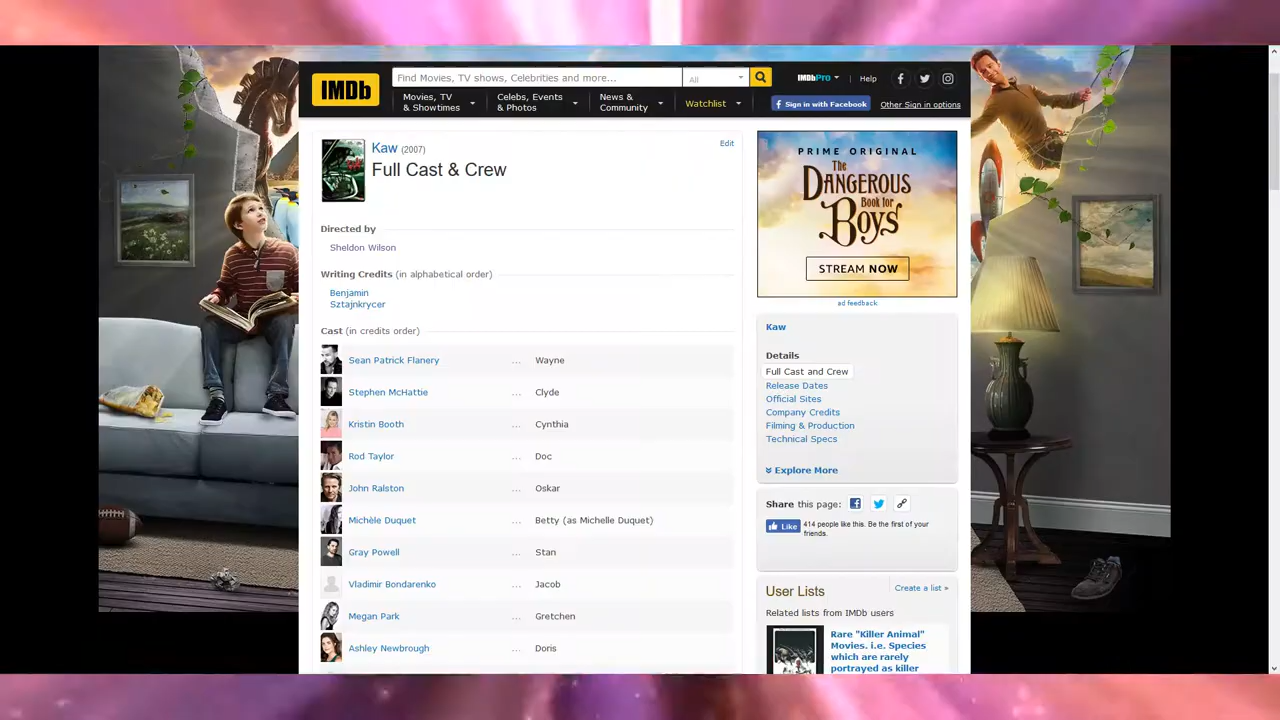 IMDb
Find Movies, TV shows, Celebrities and more...
All
IMDbPro
Help
Movies, TV
& Showtimes
Celebs, Events
& Photos
News &
Community
Watchlist
Sign in with Facebook
Other Sign in options
Kaw (2007)
Full Cast & Crew
Edit
Directed by
Sheldon Wilson
Writing Credits (in alphabetical order)
Benjamin
Sztajnkrycer
Cast (in credits order)
Sean Patrick Flanery ... Wayne
Stephen McHattie ... Clyde
Kristin Booth ... Cynthia
Rod Taylor ... Doc
John Ralston ... Oskar
Michèle Duquet ... Betty (as Michelle Duquet)
Gray Powell ... Stan
Vladimir Bondarenko ... Jacob
Megan Park ... Gretchen
Ashley Newbrough ... Doris
PRIME ORIGINAL
The
DANGEROUS
Book for
Boys
STREAM NOW
ad feedback
Kaw
Details
Full Cast and Crew
Release Dates
Official Sites
Company Credits
Filming & Production
Technical Specs
Explore More
Share this page:
Like
414 people like this. Be the first of your
friends.
User Lists
Create a list »
Related lists from IMDb users
Rare "Killer Animal"
Movies. i.e. Species
which are rarely
portrayed as killer